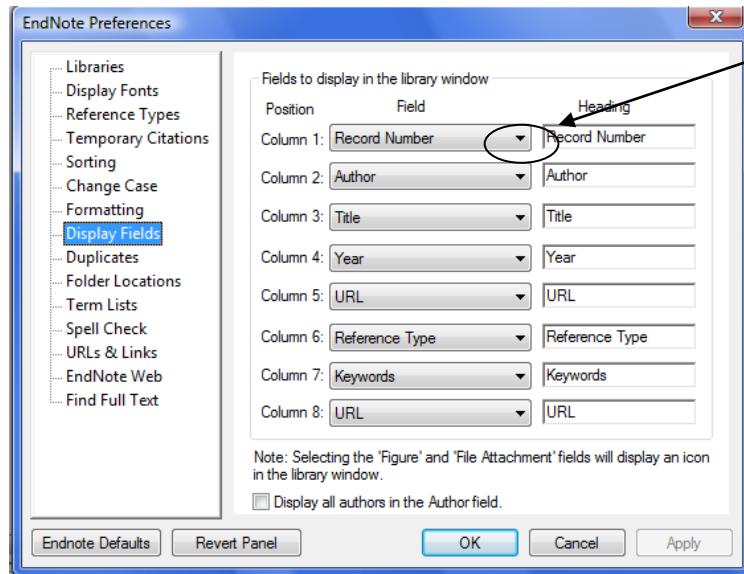 EndNote Preferences
x
Libraries
Display Fonts
Reference Types
Temporary Citations
Sorting
Change Case
Formatting
Display Fields
Duplicates
Folder Locations
Term Lists
Spell Check
URLs & Links
EndNote Web
Find Full Text
Fields to display in the library window
Position Field Heading
Column 1: Record Number Record Number
Column 2: Author Author
Column 3: Title Title
Column 4: Year Year
Column 5: URL URL
Column 6: Reference Type Reference Type
Column 7: Keywords Keywords
Column 8: URL URL
Note: Selecting the 'Figure' and 'File Attachment' fields will display an icon
in the library window.
Display all authors in the Author field.
Endnote Defaults Revert Panel OK Cancel Apply